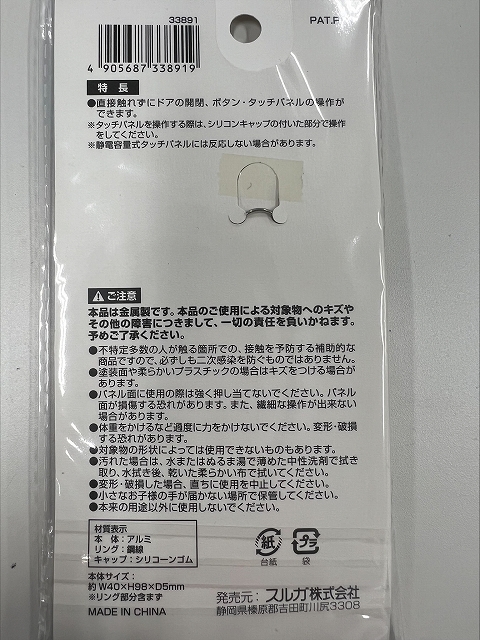 33891
PAT.P
4 905687 338919
特 長
●直接触れずにドアの開閉、ボタン・タッチパネルの操作が
できます。
※タッチパネルを操作する際は、シリコンキャップの付いた部分で操作
をしてください。
※静電容量式タッチパネルには反応しない場合があります。
ご注意
本品は金属製です。本品のご使用による対象物へのキズや
その他の障害につきまして、一切の責任を負いかねます。
予めご了承ください。
●不特定多数の人が触る箇所での、接触を予防する補助的な
商品ですので、必ずしも二次感染を防ぐものではありません。
●塗装面や柔らかいプラスチックの場合はキズをつける場合が
あります。
●パネル面に使用の際は強く押し当てないでください。パネル
面が損傷する恐れがあります。また、繊細な操作が出来ない
場合があります。
●体重をかけるなど過度に力をかけないでください。変形・破損
する恐れがあります。
●対象物の形状によっては使用できないものもあります。
●汚れた場合は、水またはぬるま湯で薄めた中性洗剤で拭き
取り、水拭き後、乾いた柔らかい布で拭いてください。
●変形・破損した場合、直ちに使用を中止してください。
●小さなお子様の手が届かない場所で保管してください。
●本来の用途以外に使用しないでください。
材質表示
本 体：アルミ
リング：鋼線
キャップ：シリコーンゴム
紙
台紙
プラ
袋
本体サイズ：
約 W40×H98×D5mm
※リング部分含まず
MADE IN CHINA
発売元：スルガ株式会社
静岡県榛原郡吉田町川尻3308